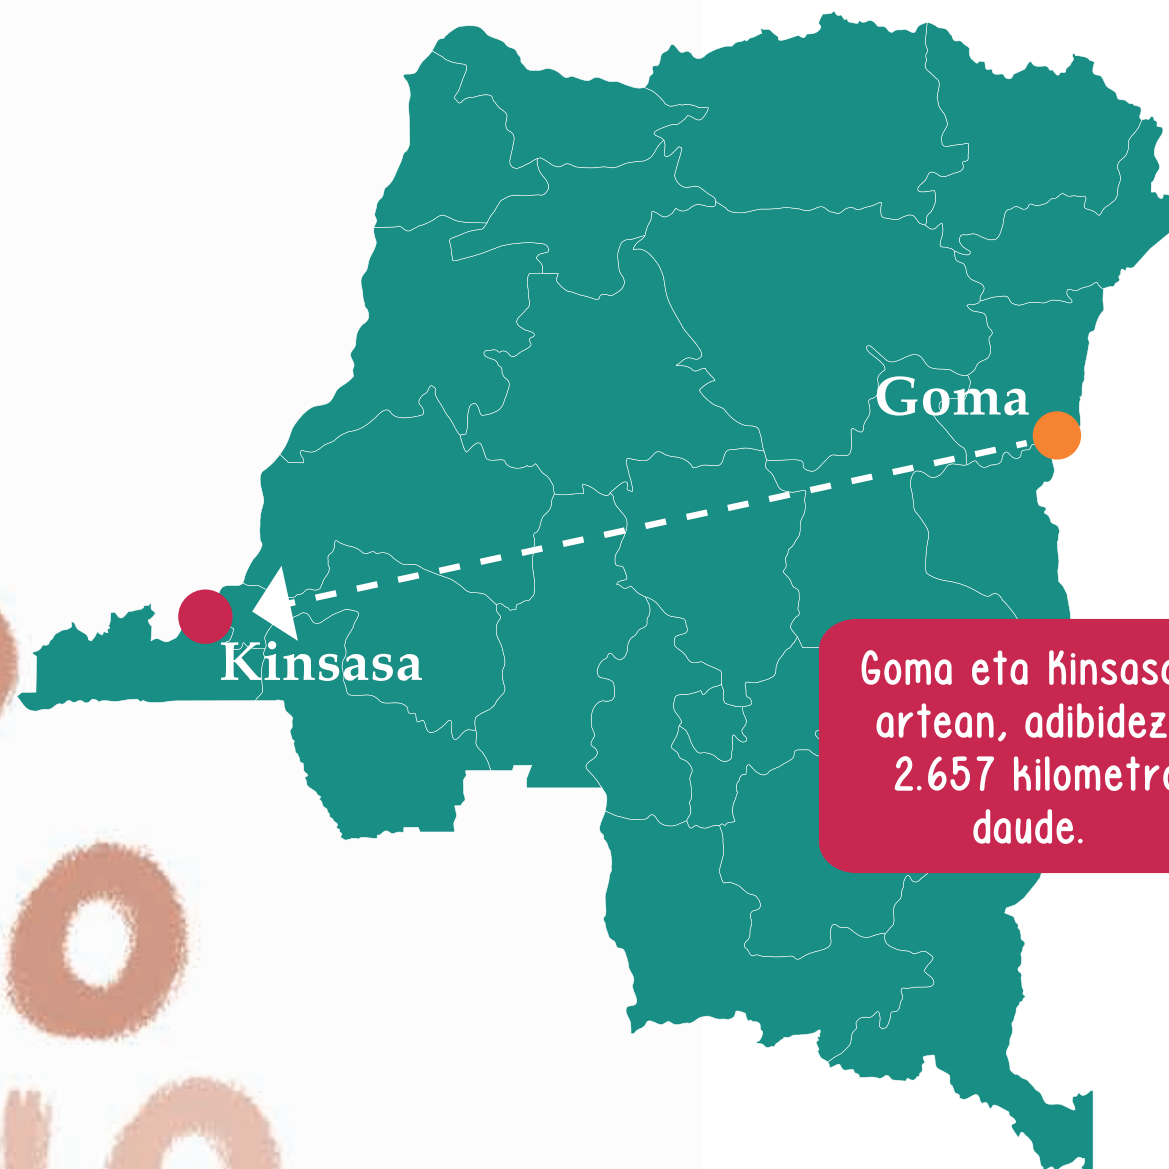 Goma
Kinsasa
Goma eta Kinsasa
artean, adibidez
2.657 kilometro
daude.
O